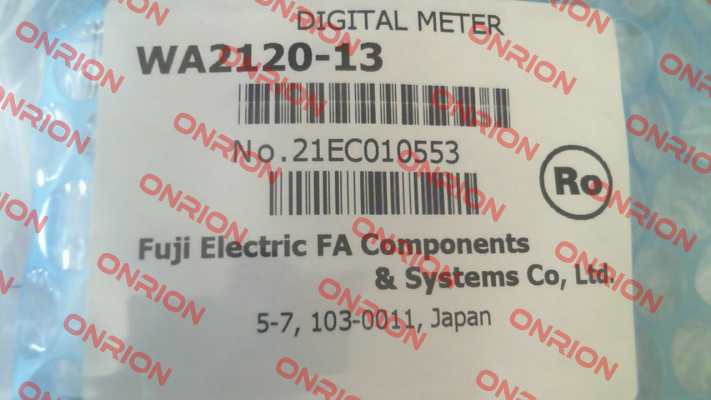 DIGITAL METER
WA2120-13
No.21EC010553
Ro
Fuji Electric FA Components
& Systems Co, Ltd.
5-7, 103-0011, Japan
ONRION